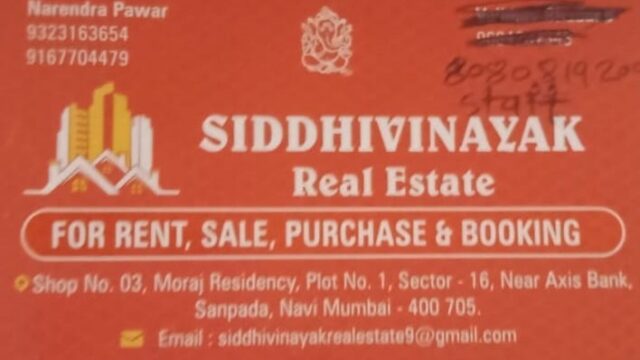 Narendra Pawar
9323163654
9167704479
staff
SIDDHIVINAYAK
Real Estate
FOR RENT, SALE, PURCHASE & BOOKING
Shop No. 03, Moraj Residency, Plot No. 1, Sector - 16, Near Axis Bank,
Sanpada, Navi Mumbai - 400 705.
Email : siddhivinayakrealestate9@gmail.com